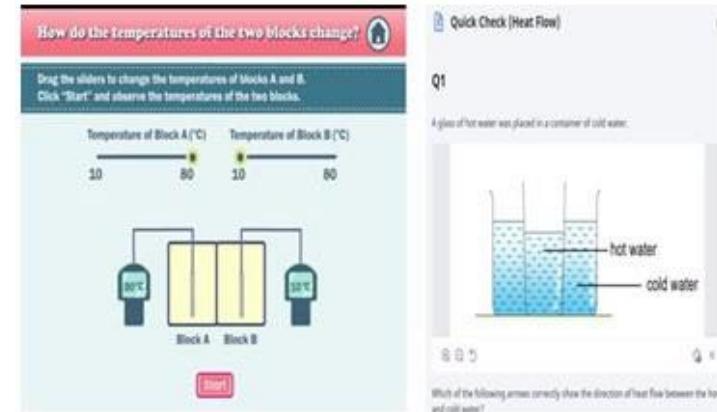 How do the temperatures of the two blocks change?
Drag the sliders to change the temperatures of blocks A and B.
Click "Start" and observe the temperatures of the two blocks.
Temperature of Block A (°C) Temperature of Block B (°C)
10 80 10 80
80°C 10°C
Block A Block B
Start
Quick Check (Heat Flow)
Q1
A glass of hot water was placed in a container of cold water.
hot water
cold water
Which of the following arrows correctly show the direction of heat flow between the
and cold water?